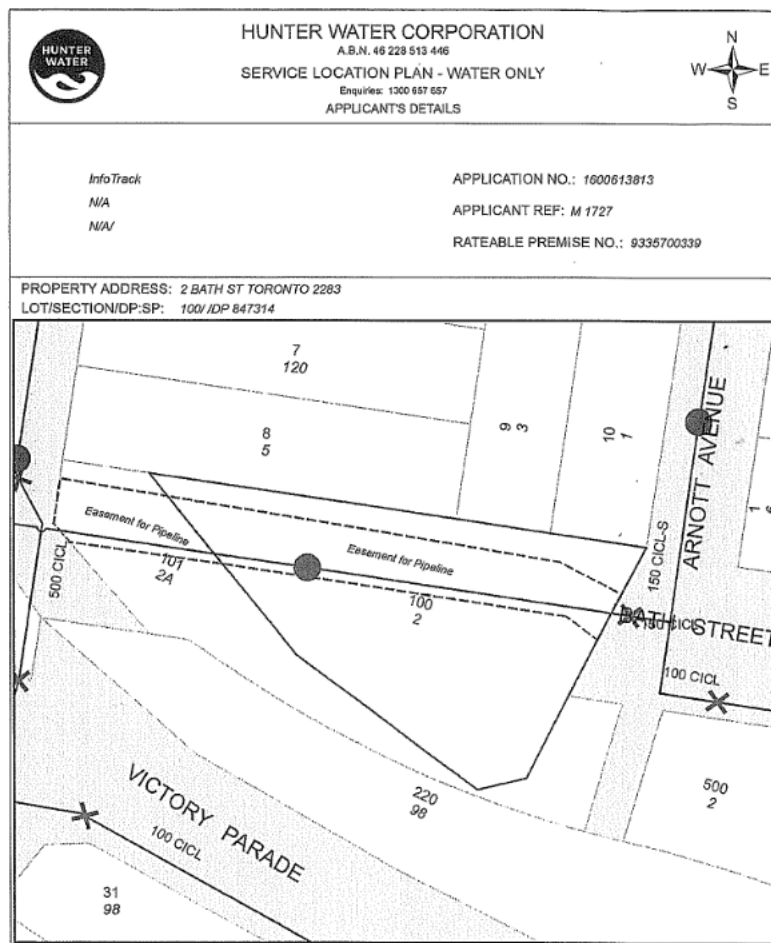 HUNTER
WATER
HUNTER WATER CORPORATION
A.B.N. 46 228 513 446
SERVICE LOCATION PLAN - WATER ONLY
Enquiries: 1300 657 657
APPLICANT'S DETAILS
N
W
E
S
InfoTrack
N/A
N/A/
APPLICATION NO.: 1600613813
APPLICANT REF: M 1727
RATEABLE PREMISE NO.: 9335700339
PROPERTY ADDRESS: 2 BATH ST TORONTO 2283
LOT/SECTION/DP:SP: 100/ /DP 847314
7
120
8
5
9
3
10
1
ARNOTT AVENUE
1
6
Easement for Pipeline
Easement for Pipeline
150 CICL-S
500 CICL
101
2A
100
2
BATH STREET
150 CICL
100 CICL
VICTORY PARADE
100 CICL
220
98
500
2
31
98